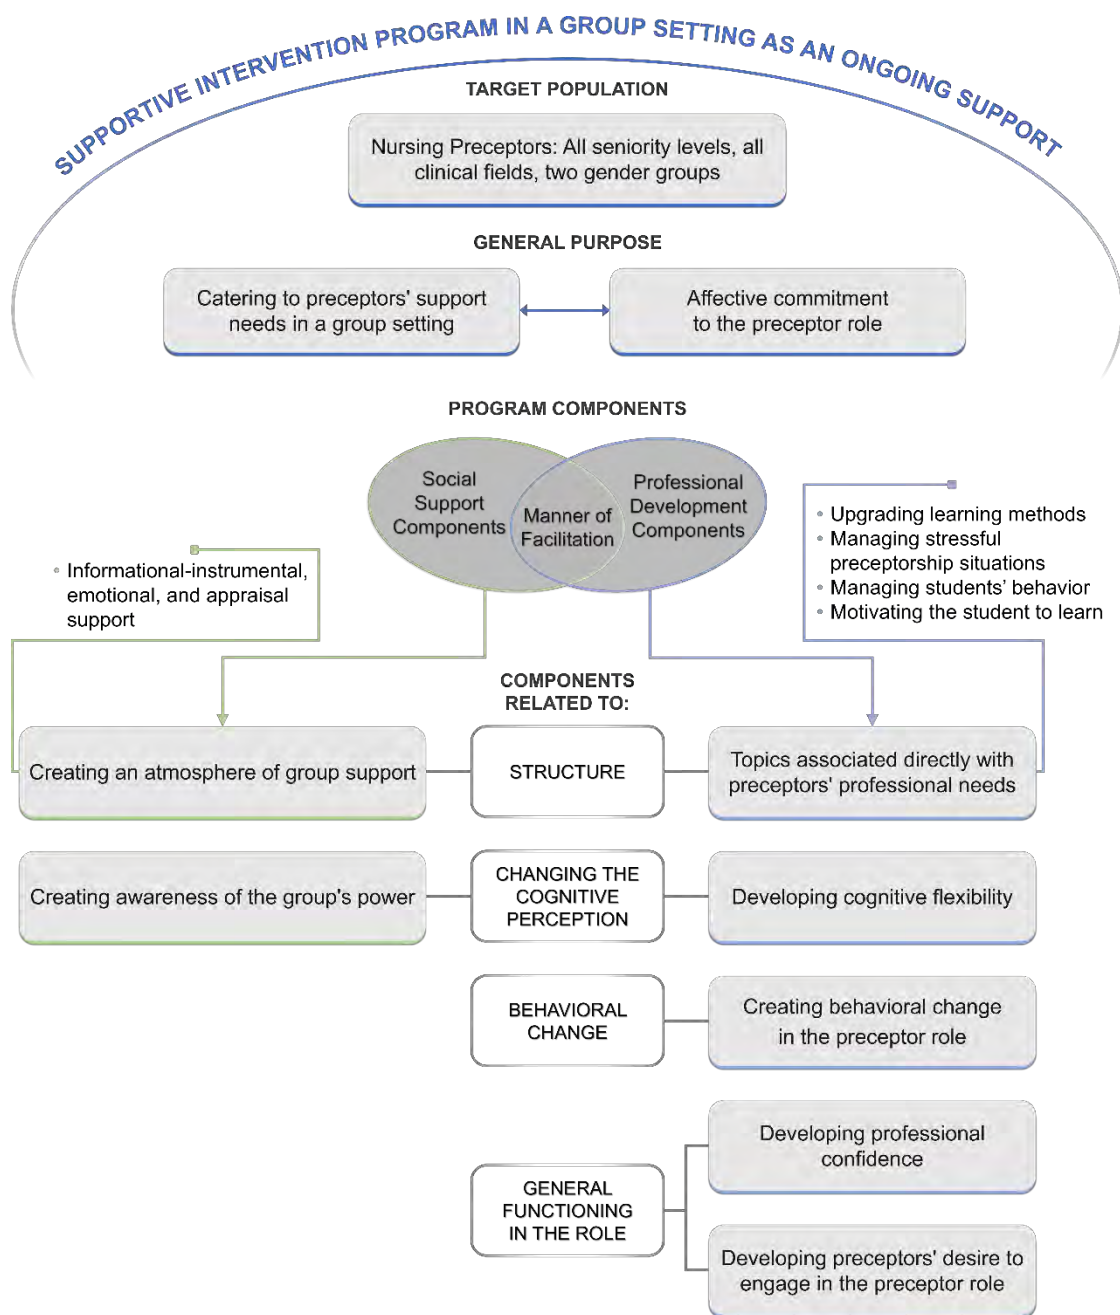 SUPPORTIVE INTERVENTION PROGRAM IN A GROUP SETTING AS AN ONGOING SUPPORT
TARGET POPULATION
Nursing Preceptors: All seniority levels, all
clinical fields, two gender groups
GENERAL PURPOSE
Catering to preceptors' support
needs in a group setting
Affective commitment
to the preceptor role
PROGRAM COMPONENTS
Social
Support
Components
Manner of
Facilitation
Professional
Development
Components
• Informational-instrumental,
emotional, and appraisal
support
• Upgrading learning methods
• Managing stressful
preceptorship situations
• Managing students’ behavior
• Motivating the student to learn
COMPONENTS
RELATED TO:
Creating an atmosphere of group support
STRUCTURE
Topics associated directly with
preceptors' professional needs
Creating awareness of the group's power
CHANGING THE
COGNITIVE
PERCEPTION
Developing cognitive flexibility
BEHAVIORAL
CHANGE
Creating behavioral change
in the preceptor role
GENERAL
FUNCTIONING
IN THE ROLE
Developing professional
confidence
Developing preceptors' desire to
engage in the preceptor role